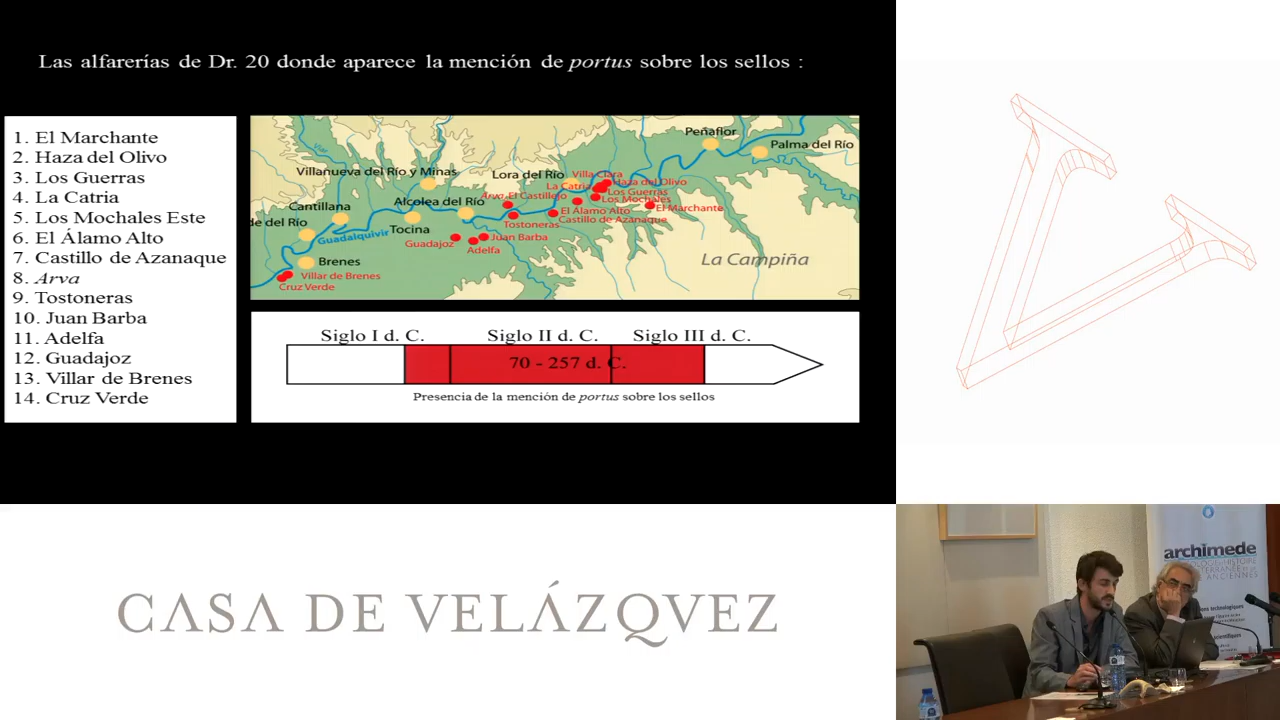 Las alfarerías de Dr. 20 donde aparece la mención de portus sobre los sellos :
1. El Marchante
2. Haza del Olivo
3. Los Guerras
4. La Catria
5. Los Mochales Este
6. El Álamo Alto
7. Castillo de Azanaque
8. Arva
9. Tostoneras
10. Juan Barba
11. Adelfa
12. Guadajoz
13. Villar de Brenes
14. Cruz Verde
Peñaflor
Palma del Río
Viar
Villanueva del Río y Minas
Lora del Río
Villa Clara
La Catria
Haza del Olivo
Los Guerras
Los Mochales
El Marchante
Arva
El Castillejo
Cantillana
Alcolea del Río
El Álamo Alto
Castillo de Azanaque
de del Río
Guadalquivir
Tocina
Tostoneras
Guadajoz
Juan Barba
Adelfa
Brenes
La Campiña
Villar de Brenes
Cruz Verde
Siglo I d. C.
Siglo II d. C.
Siglo III d. C.
70 - 257 d. C.
Presencia de la mención de portus sobre los sellos
CASA DE VELÁZQVEZ
archimede